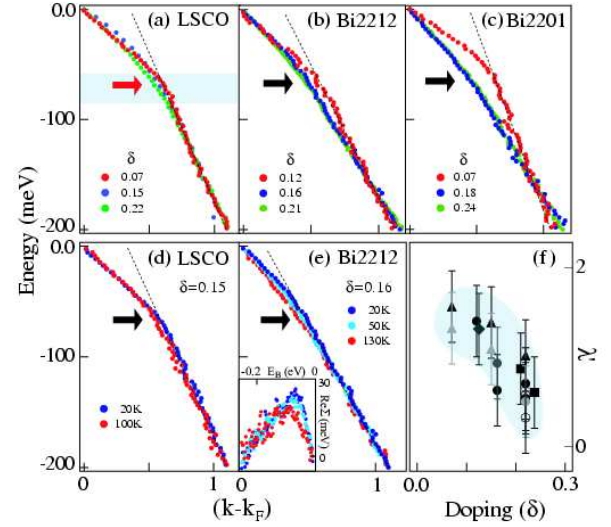 (a) LSCO
(b) Bi2212
(c) Bi2201
0.0
-100
-200
δ
0.07
0.15
0.22
δ
0.12
0.16
0.21
δ
0.07
0.18
0.24
Energy (meV)
(d) LSCO
(e) Bi2212
(f)
δ=0.15
δ=0.16
0.0
-100
-200
20K
100K
20K
50K
130K
-0.2
E_B (eV)
0
30
ReΣ (meV)
0
2
λ'
0
0
1
0
1
0.0
0.3
(k-k_F)
Doping (δ)